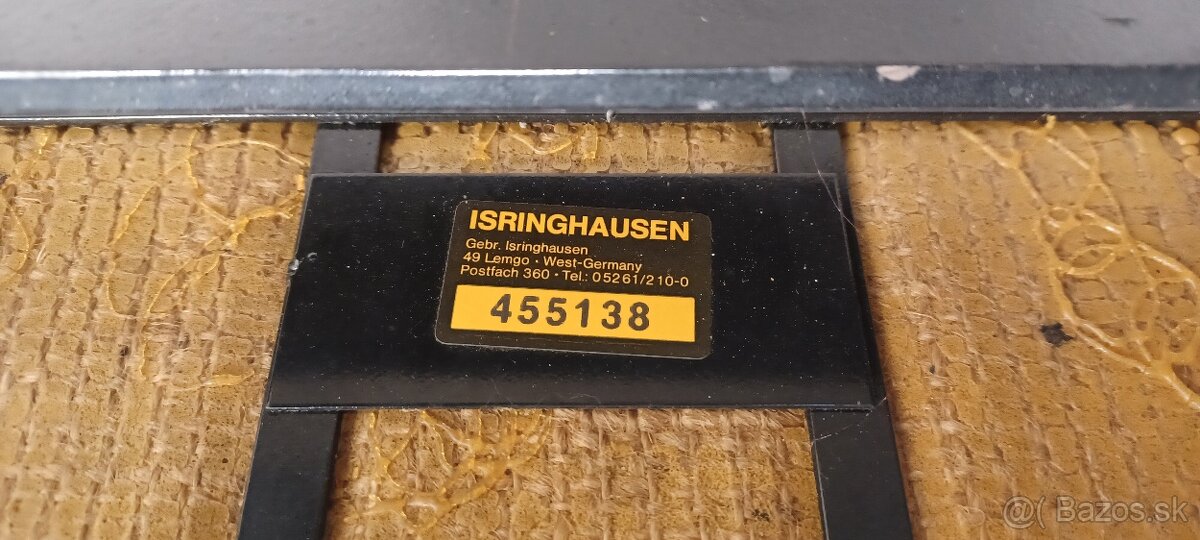 ISRINGHAUSEN
Gebr. Isringhausen
49 Lemgo · West-Germany
Postfach 360 · Tel.: 05261/210-0
455138
@( Bazos.sk